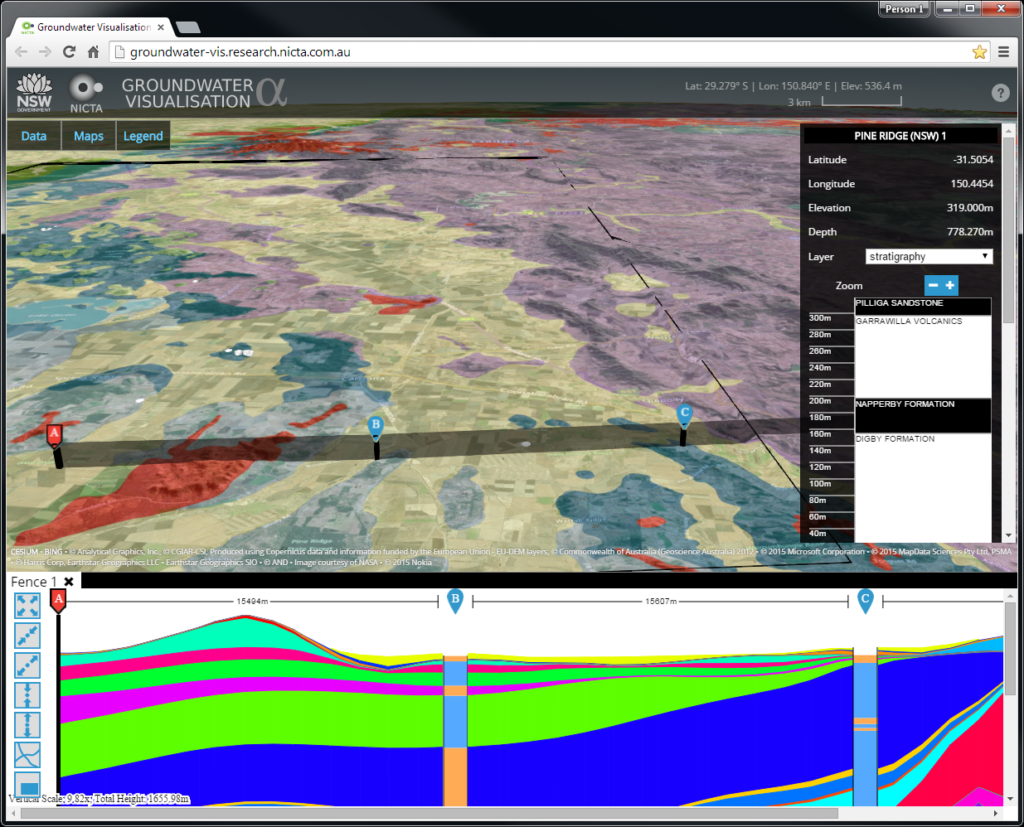 Person 1
Groundwater Visualisation
groundwater-vis.research.nicta.com.au
NSW
GOVERNMENT
NICTA
GROUNDWATER
VISUALISATION α
Lat: 29.279° S | Lon: 150.840° E | Elev: 536.4 m
3 km
?
Data
Maps
Legend
PINE RIDGE (NSW) 1
Latitude -31.5054
Longitude 150.4454
Elevation 319.000m
Depth 778.270m
Layer stratigraphy
Zoom
PILLIGA SANDSTONE
300m
GARRAWILLA VOLCANICS
280m
260m
240m
220m
200m
NAPPERBY FORMATION
180m
160m
DIGBY FORMATION
140m
120m
100m
80m
60m
40m
A
B
C
Pine Ridge
CESIUM • BING • © Analytical Graphics, Inc., © CGIAR-CSI, Produced using Copernicus data and information funded by the European Union - EU-DEM layers, © Commonwealth of Australia (Geoscience Australia) 2012 • © 2015 Microsoft Corporation • © 2015 MapData Sciences Pty Ltd, PSMA
• © Harris Corp, Earthstar Geographics LLC • Earthstar Geographics SIO • © AND • Image courtesy of NASA • © 2015 Nokia
Fence 1
A
15494m
B
15607m
C
Vertical Scale: 9.82x; Total Height: 1655.98m